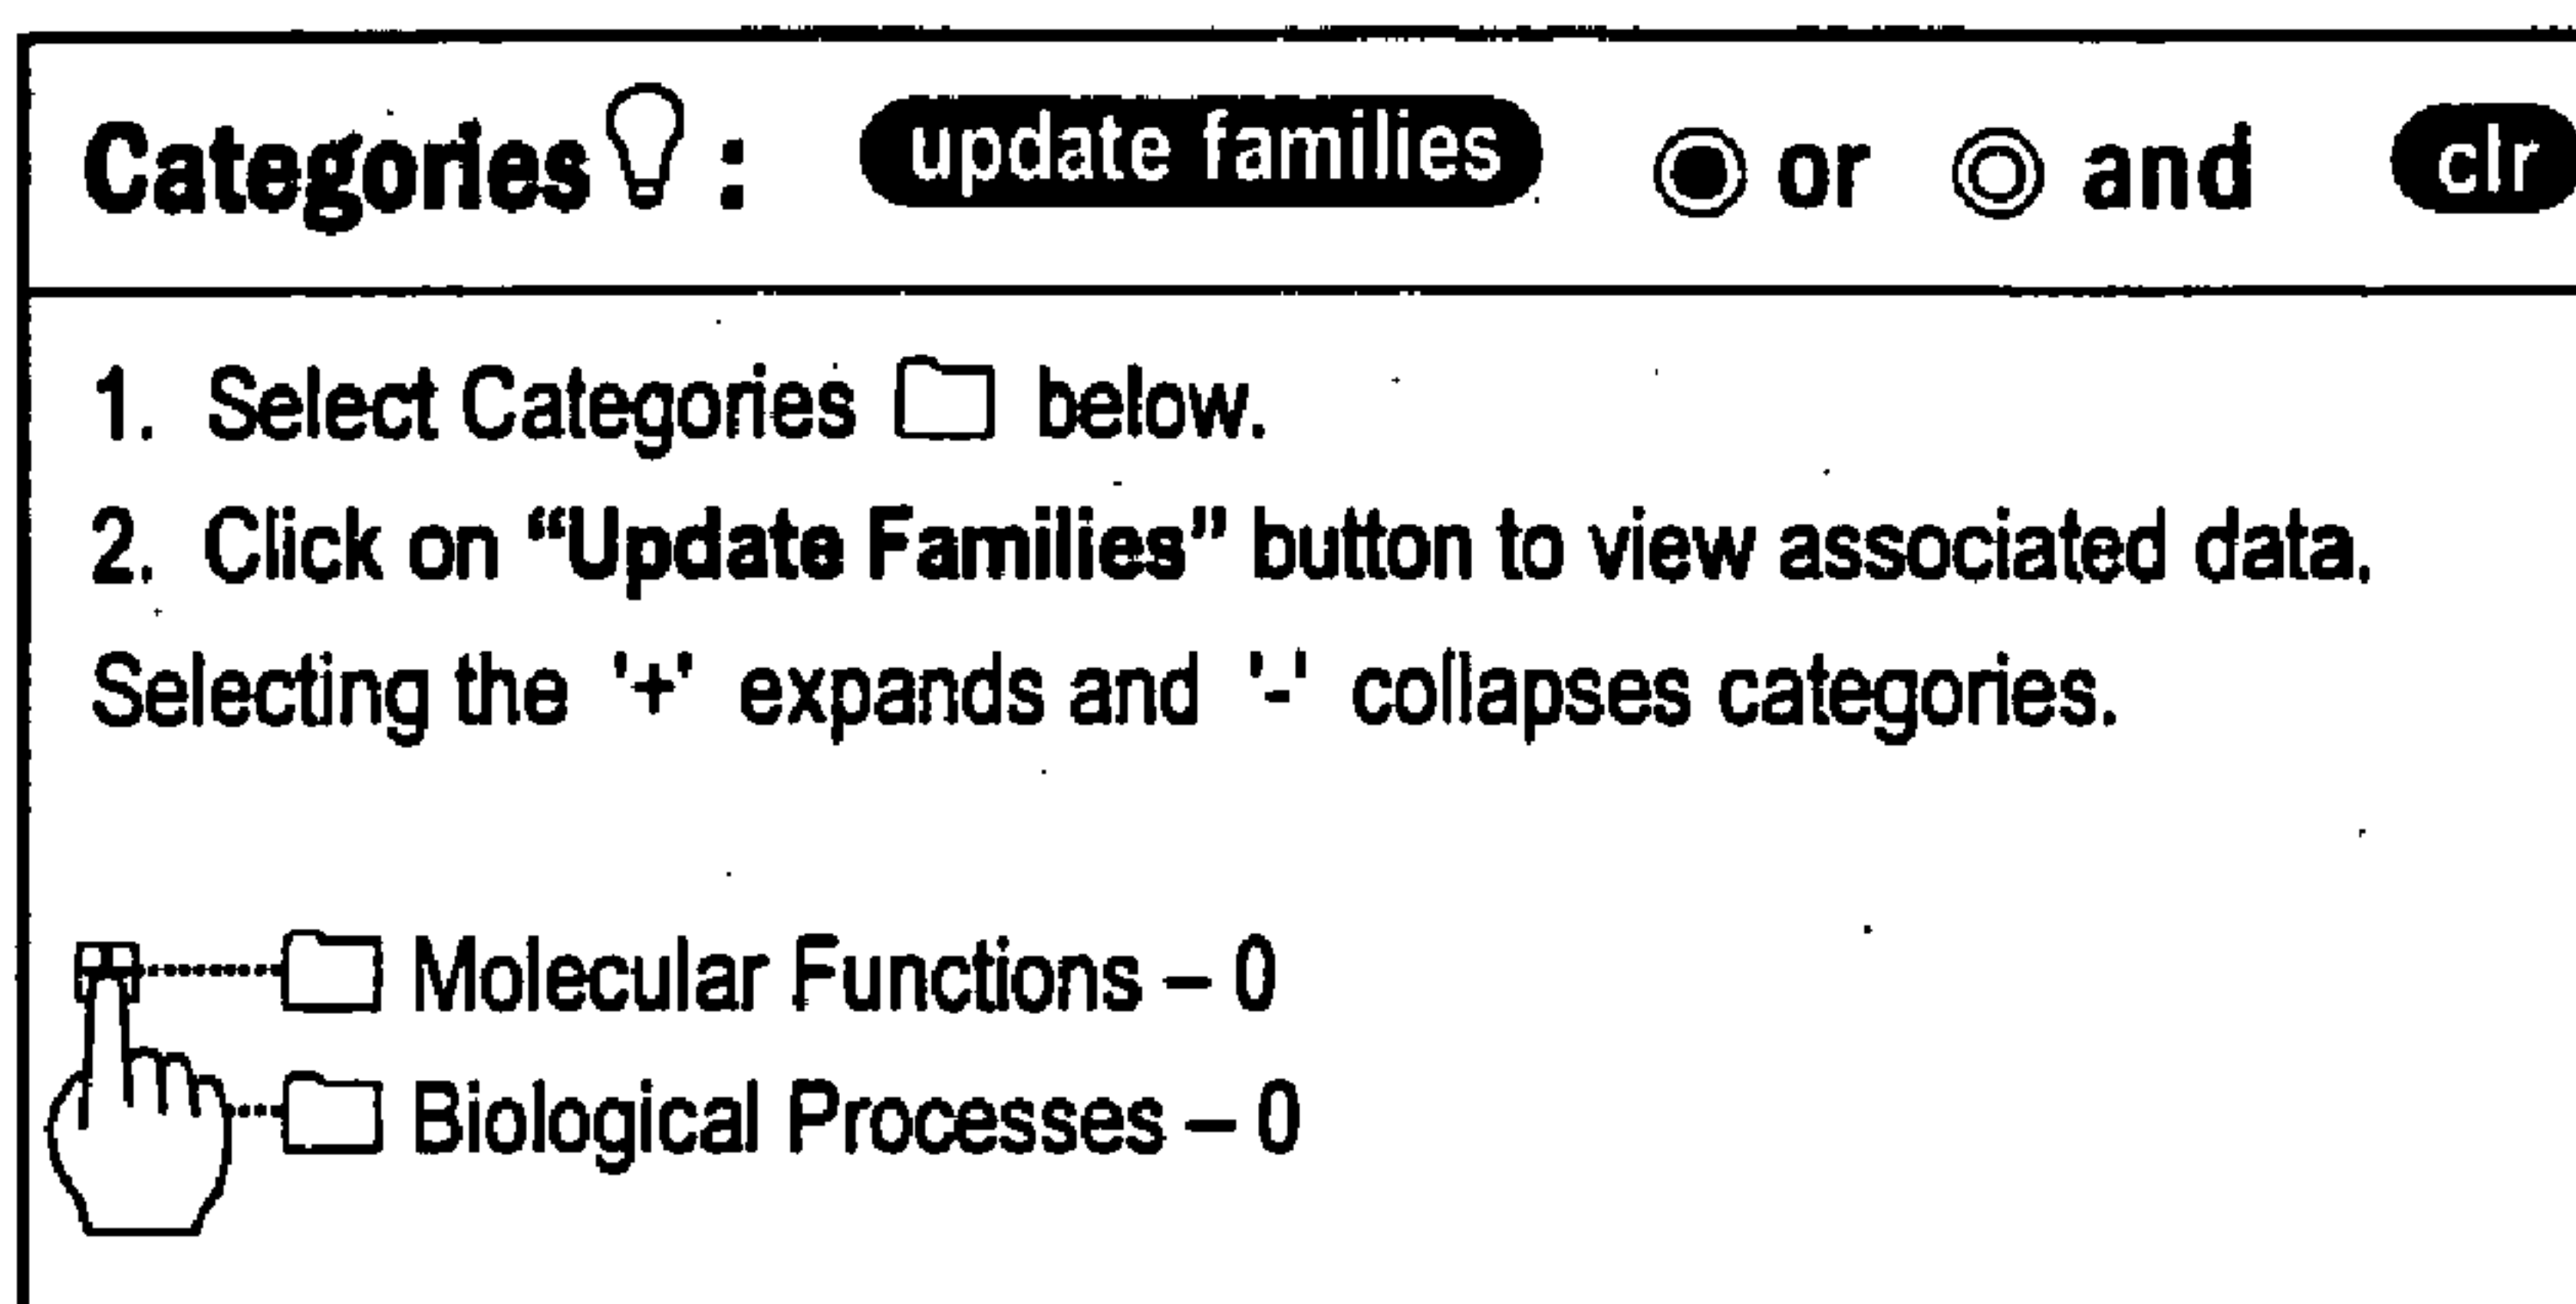 Categories : update families or and clr
1. Select Categories below.
2. Click on “Update Families” button to view associated data.
Selecting the '+' expands and '-' collapses categories.
Molecular Functions – 0
Biological Processes – 0